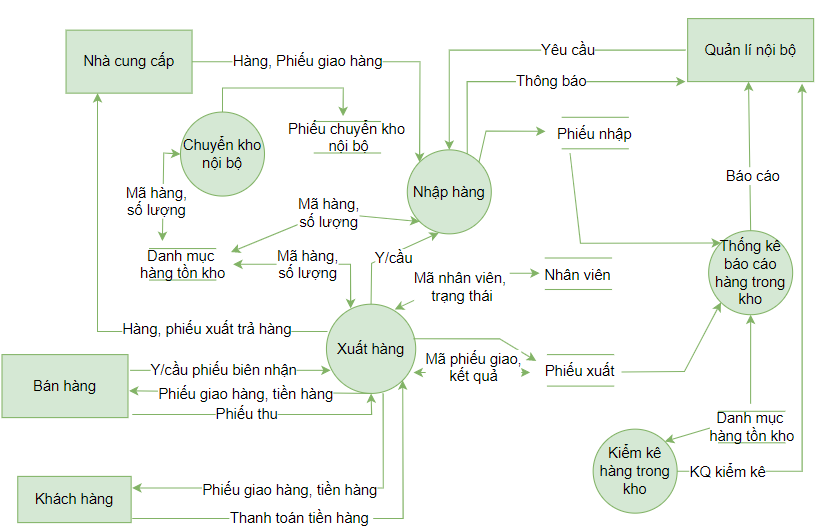 Yêu cầu
Quản lí nội bộ
Nhà cung cấp
Hàng, Phiếu giao hàng
Thông báo
Phiếu chuyển kho
nội bộ
Phiếu nhập
Chuyển kho
nội bộ
Báo cáo
Mã hàng,
số lượng
Nhập hàng
Mã hàng,
số lượng
Danh mục
hàng tồn kho
Mã hàng,
số lượng
Y/cầu
Thống kê
báo cáo
hàng trong
kho
Mã nhân viên,
trạng thái
Nhân viên
Hàng, phiếu xuất trả hàng
Xuất hàng
Mã phiếu giao,
kết quả
Phiếu xuất
Bán hàng
Y/cầu phiếu biên nhận
Phiếu giao hàng, tiền hàng
Phiếu thu
Danh mục
hàng tồn kho
Kiểm kê
hàng trong
kho
KQ kiểm kê
Khách hàng
Phiếu giao hàng, tiền hàng
Thanh toán tiền hàng